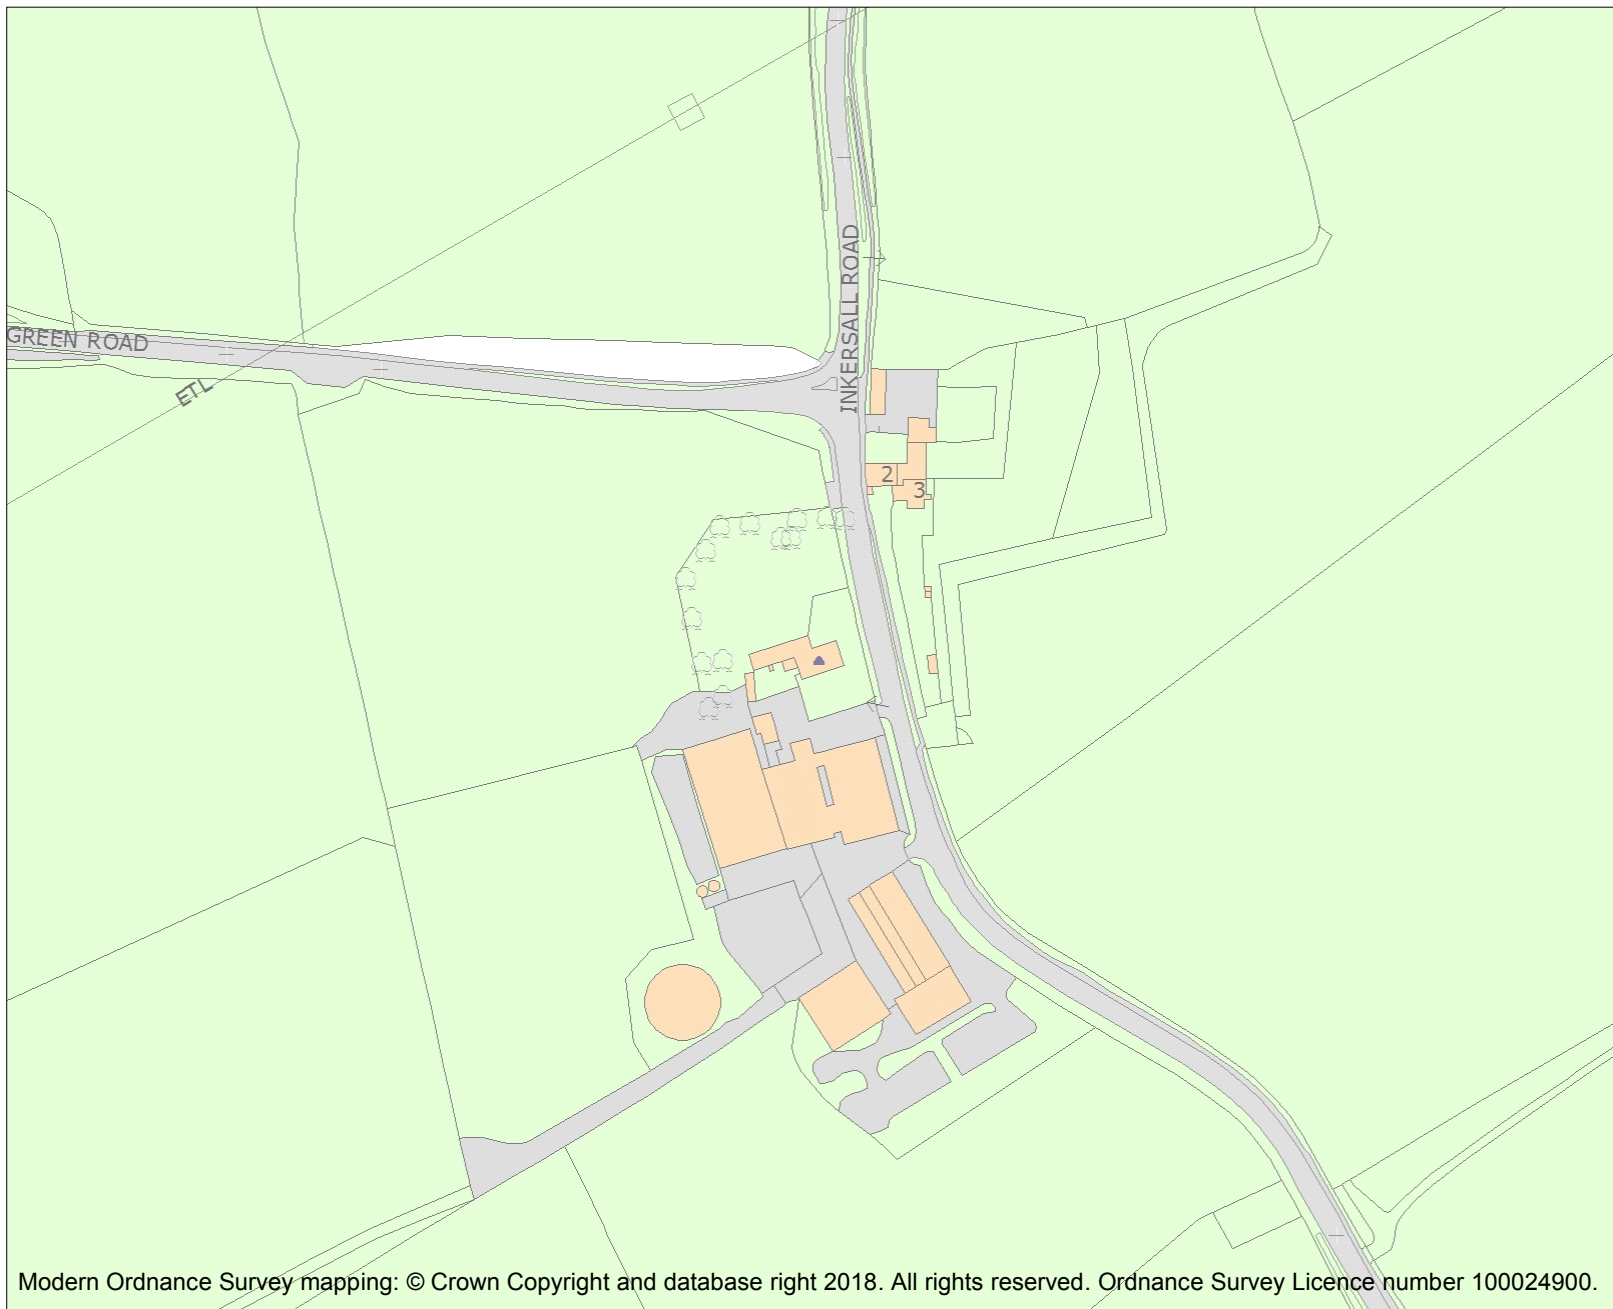 INKERSALL ROAD
GREEN ROAD
ETL
2
3
Modern Ordnance Survey mapping: © Crown Copyright and database right 2018. All rights reserved. Ordnance Survey Licence number 100024900.